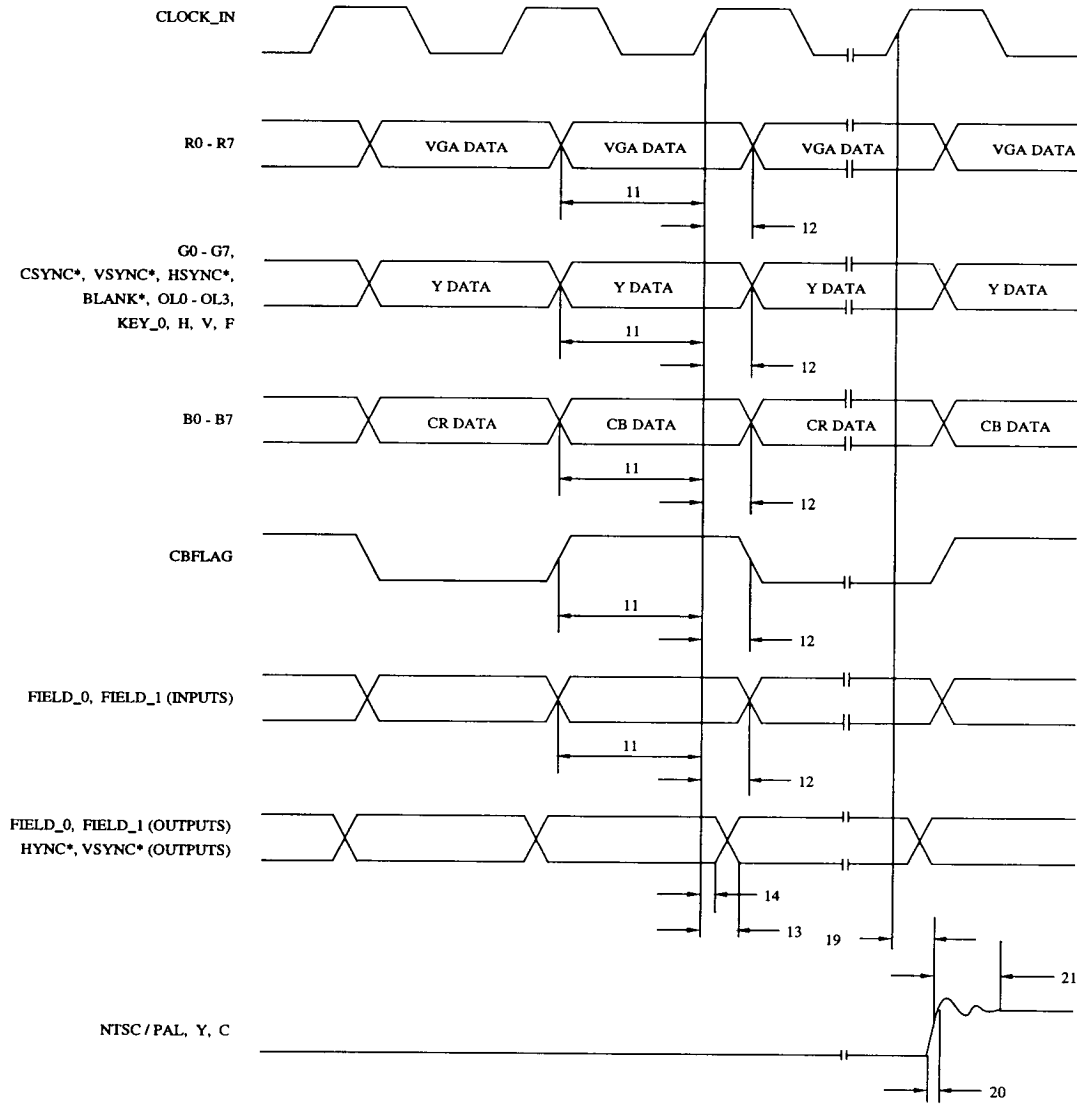 CLOCK_IN
R0 - R7
VGA DATA VGA DATA VGA DATA VGA DATA
11
12
G0 - G7,
CSYNC*, VSYNC*, HSYNC*,
BLANK*, OL0 - OL3,
KEY_0, H, V, F
Y DATA Y DATA Y DATA Y DATA
11
12
B0 - B7
CR DATA CB DATA CR DATA CB DATA
11
12
CBFLAG
11
12
FIELD_0, FIELD_1 (INPUTS)
11
12
FIELD_0, FIELD_1 (OUTPUTS)
HYNC*, VSYNC* (OUTPUTS)
14
13
19
21
NTSC / PAL, Y, C
20